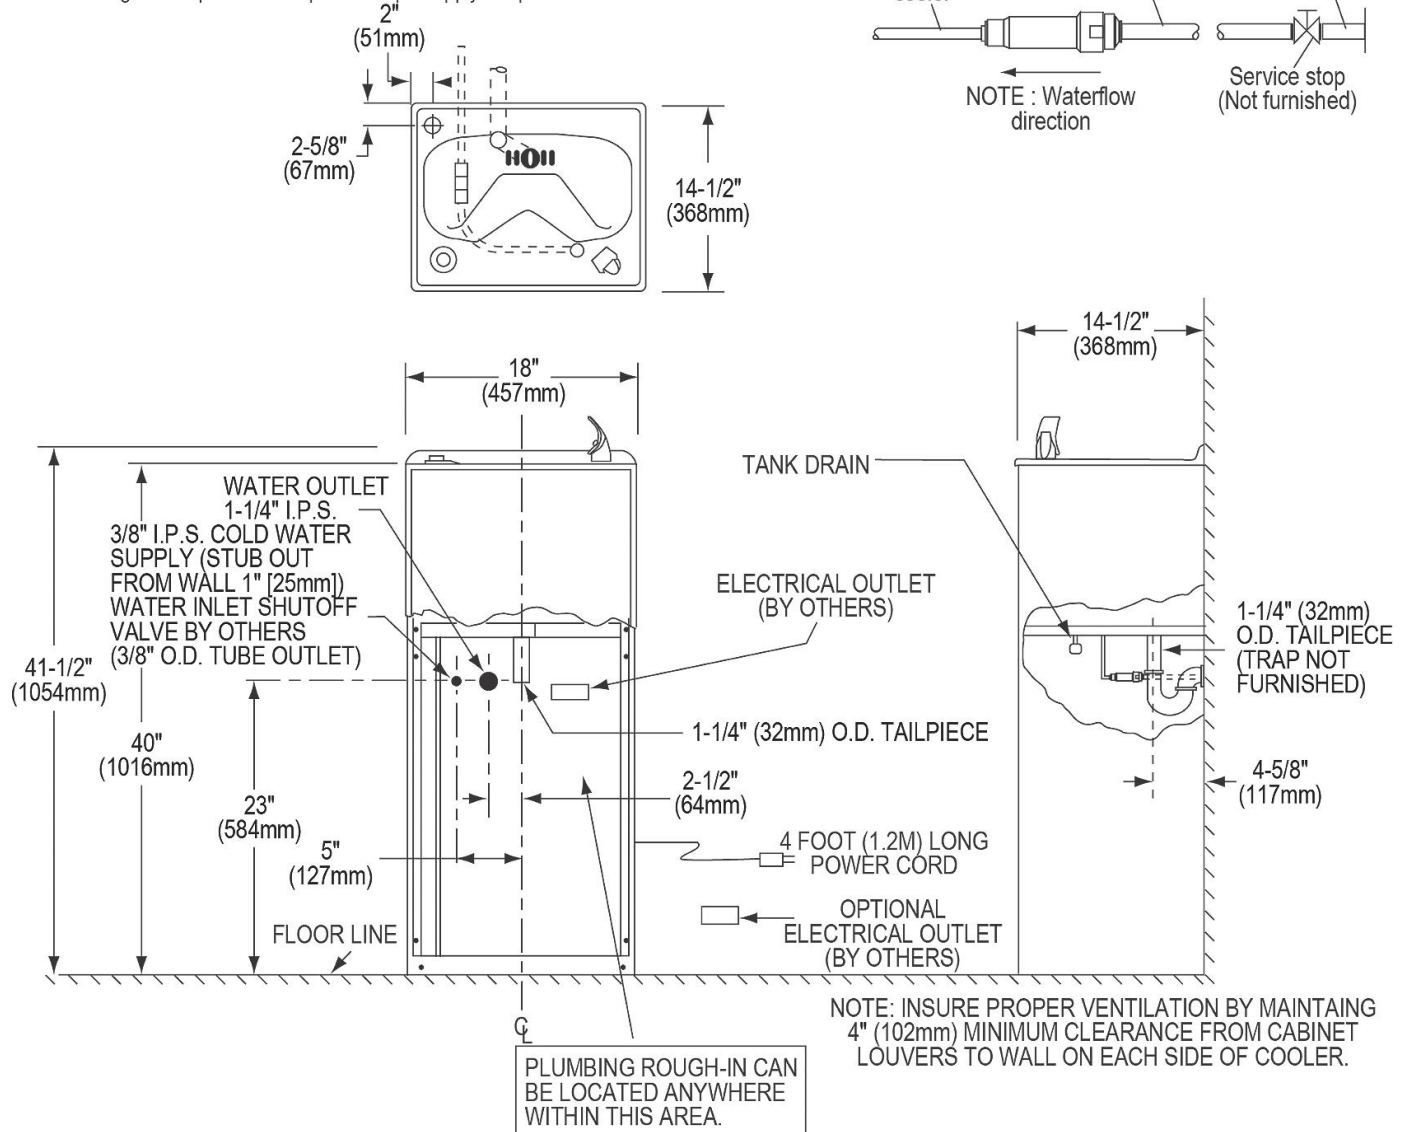 2"
(51mm)
2-5/8"
(67mm)
14-1/2"
(368mm)
NOTE : Waterflow
direction
Service stop
(Not furnished)
18"
(457mm)
14-1/2"
(368mm)
WATER OUTLET
1-1/4" I.P.S.
3/8" I.P.S. COLD WATER
SUPPLY (STUB OUT
FROM WALL 1" [25mm])
WATER INLET SHUTOFF
VALVE BY OTHERS
(3/8" O.D. TUBE OUTLET)
TANK DRAIN
ELECTRICAL OUTLET
(BY OTHERS)
1-1/4" (32mm)
O.D. TAILPIECE
(TRAP NOT
FURNISHED)
41-1/2"
(1054mm)
40"
(1016mm)
23"
(584mm)
1-1/4" (32mm) O.D. TAILPIECE
2-1/2"
(64mm)
4-5/8"
(117mm)
5"
(127mm)
4 FOOT (1.2M) LONG
POWER CORD
OPTIONAL
ELECTRICAL OUTLET
(BY OTHERS)
FLOOR LINE
NOTE: INSURE PROPER VENTILATION BY MAINTAING
4" (102mm) MINIMUM CLEARANCE FROM CABINET
LOUVERS TO WALL ON EACH SIDE OF COOLER.
CL
PLUMBING ROUGH-IN CAN
BE LOCATED ANYWHERE
WITHIN THIS AREA.